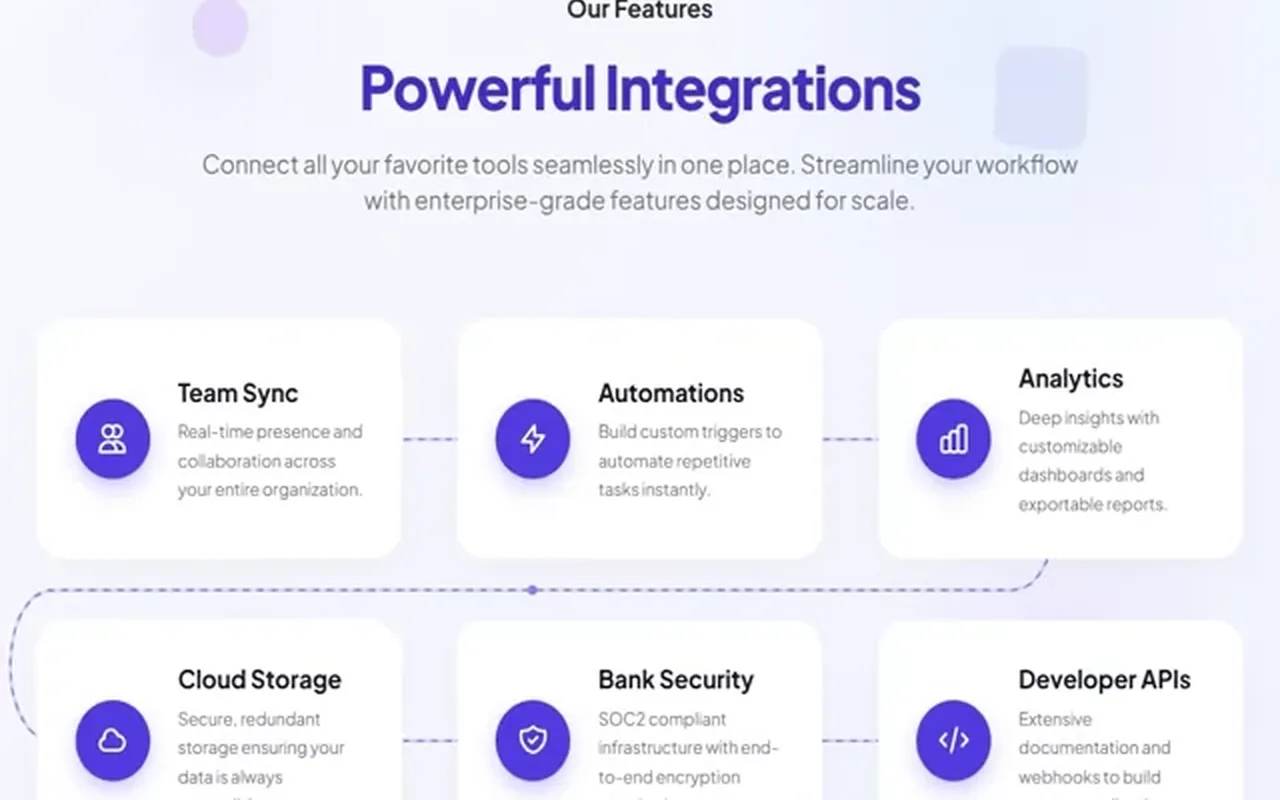 Our Features
Powerful Integrations
Connect all your favorite tools seamlessly in one place. Streamline your workflow
with enterprise-grade features designed for scale.
Team Sync
Real-time presence and
collaboration across
your entire organization.
Automations
Build custom triggers to
automate repetitive
tasks instantly.
Analytics
Deep insights with
customizable
dashboards and
exportable reports.
Cloud Storage
Secure, redundant
storage ensuring your
data is always
Bank Security
SOC2 compliant
infrastructure with end-
to-end encryption
Developer APIs
Extensive
documentation and
webhooks to build